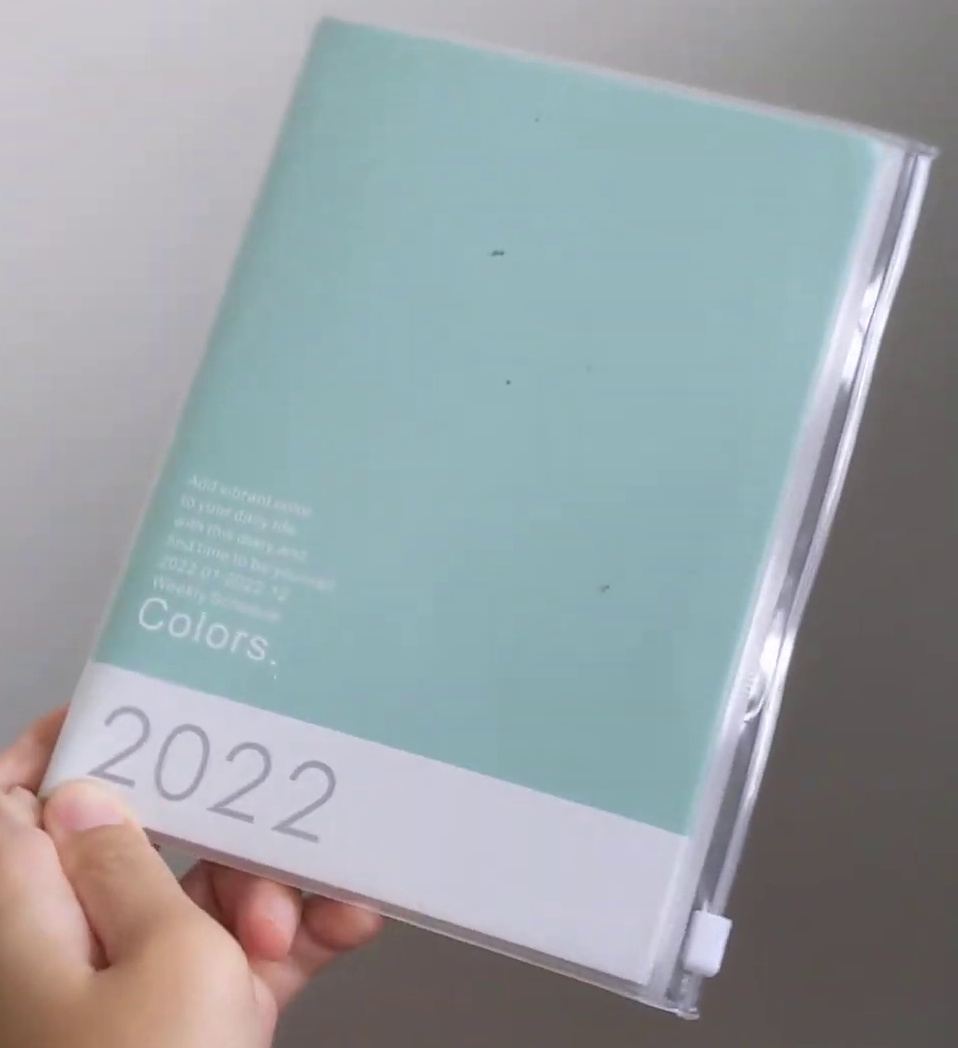 Add vibrant color
to your daily life
with this diary and
find time to be yourself
2022.01-2022.12
Weekly Schedule
Colors.
2022